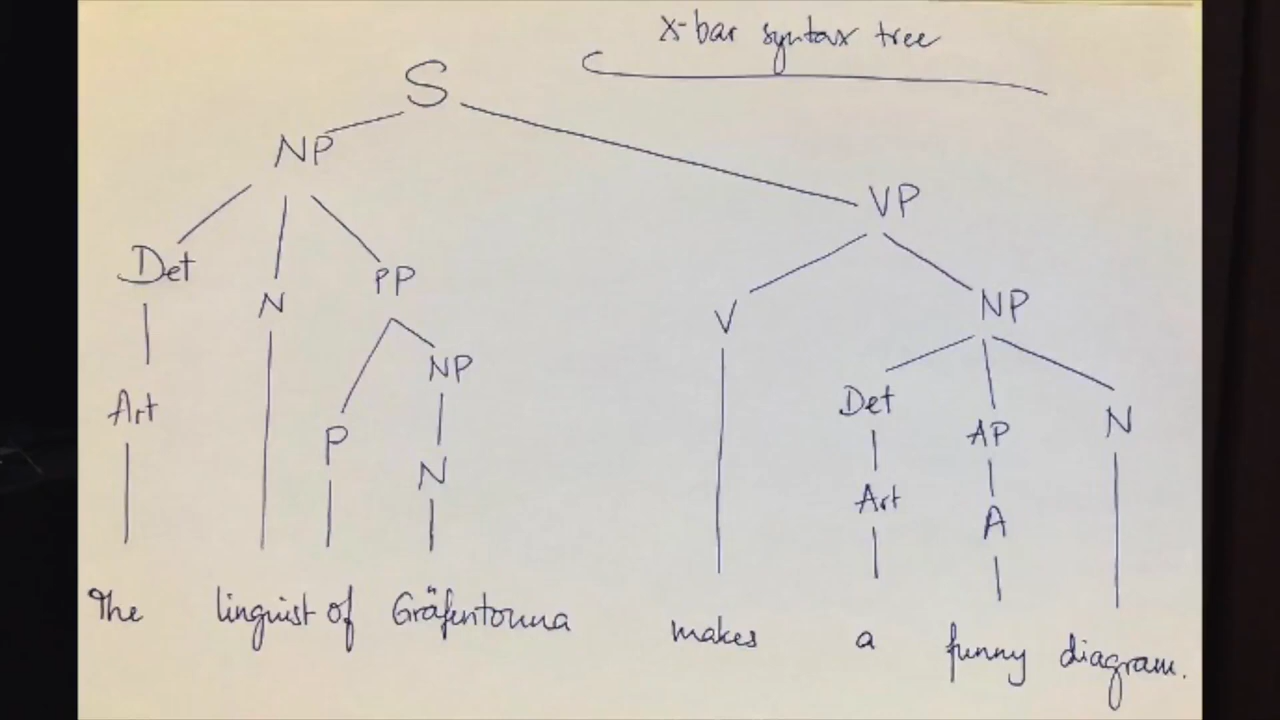 x-bar syntax tree
S
NP VP
Det N PP V NP
Art P NP N Det AP N
Art A
The linguist of Gräfentonna makes a funny diagram.